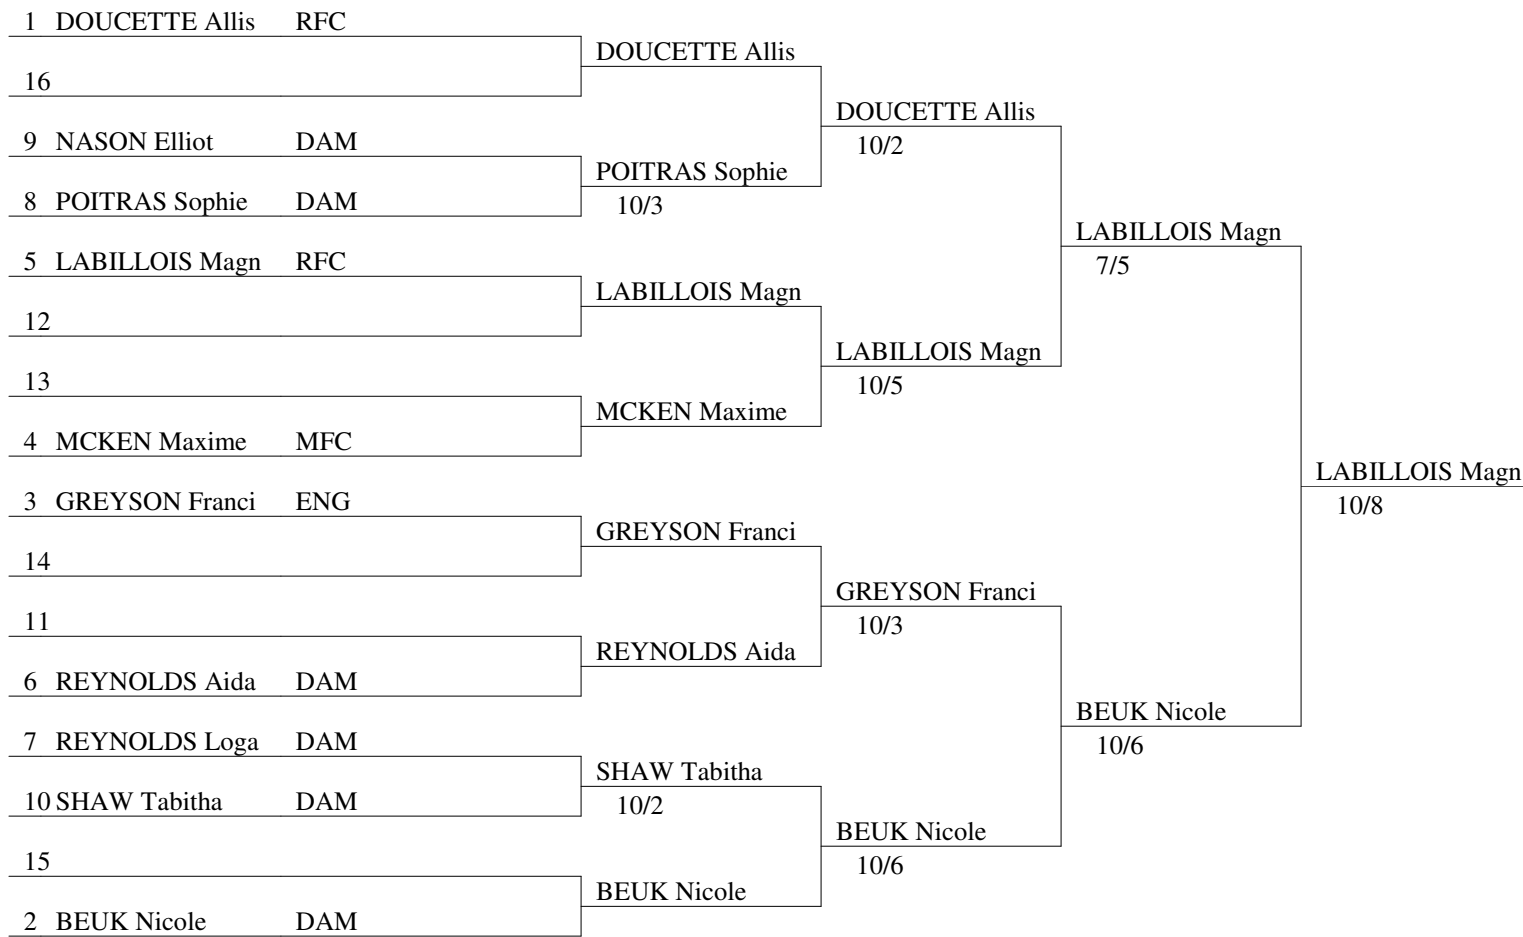 1 DOUCETTE Allis RFC
DOUCETTE Allis
16
DOUCETTE Allis
10/2
9 NASON Elliot DAM
POITRAS Sophie
10/3
8 POITRAS Sophie DAM
LABILLOIS Magn
7/5
5 LABILLOIS Magn RFC
LABILLOIS Magn
12
LABILLOIS Magn
10/5
13
MCKEN Maxime
4 MCKEN Maxime MFC
LABILLOIS Magn
10/8
3 GREYSON Franci ENG
GREYSON Franci
14
GREYSON Franci
10/3
11
REYNOLDS Aida
6 REYNOLDS Aida DAM
BEUK Nicole
10/6
7 REYNOLDS Loga DAM
SHAW Tabitha
10/2
10 SHAW Tabitha DAM
BEUK Nicole
10/6
15
BEUK Nicole
2 BEUK Nicole DAM